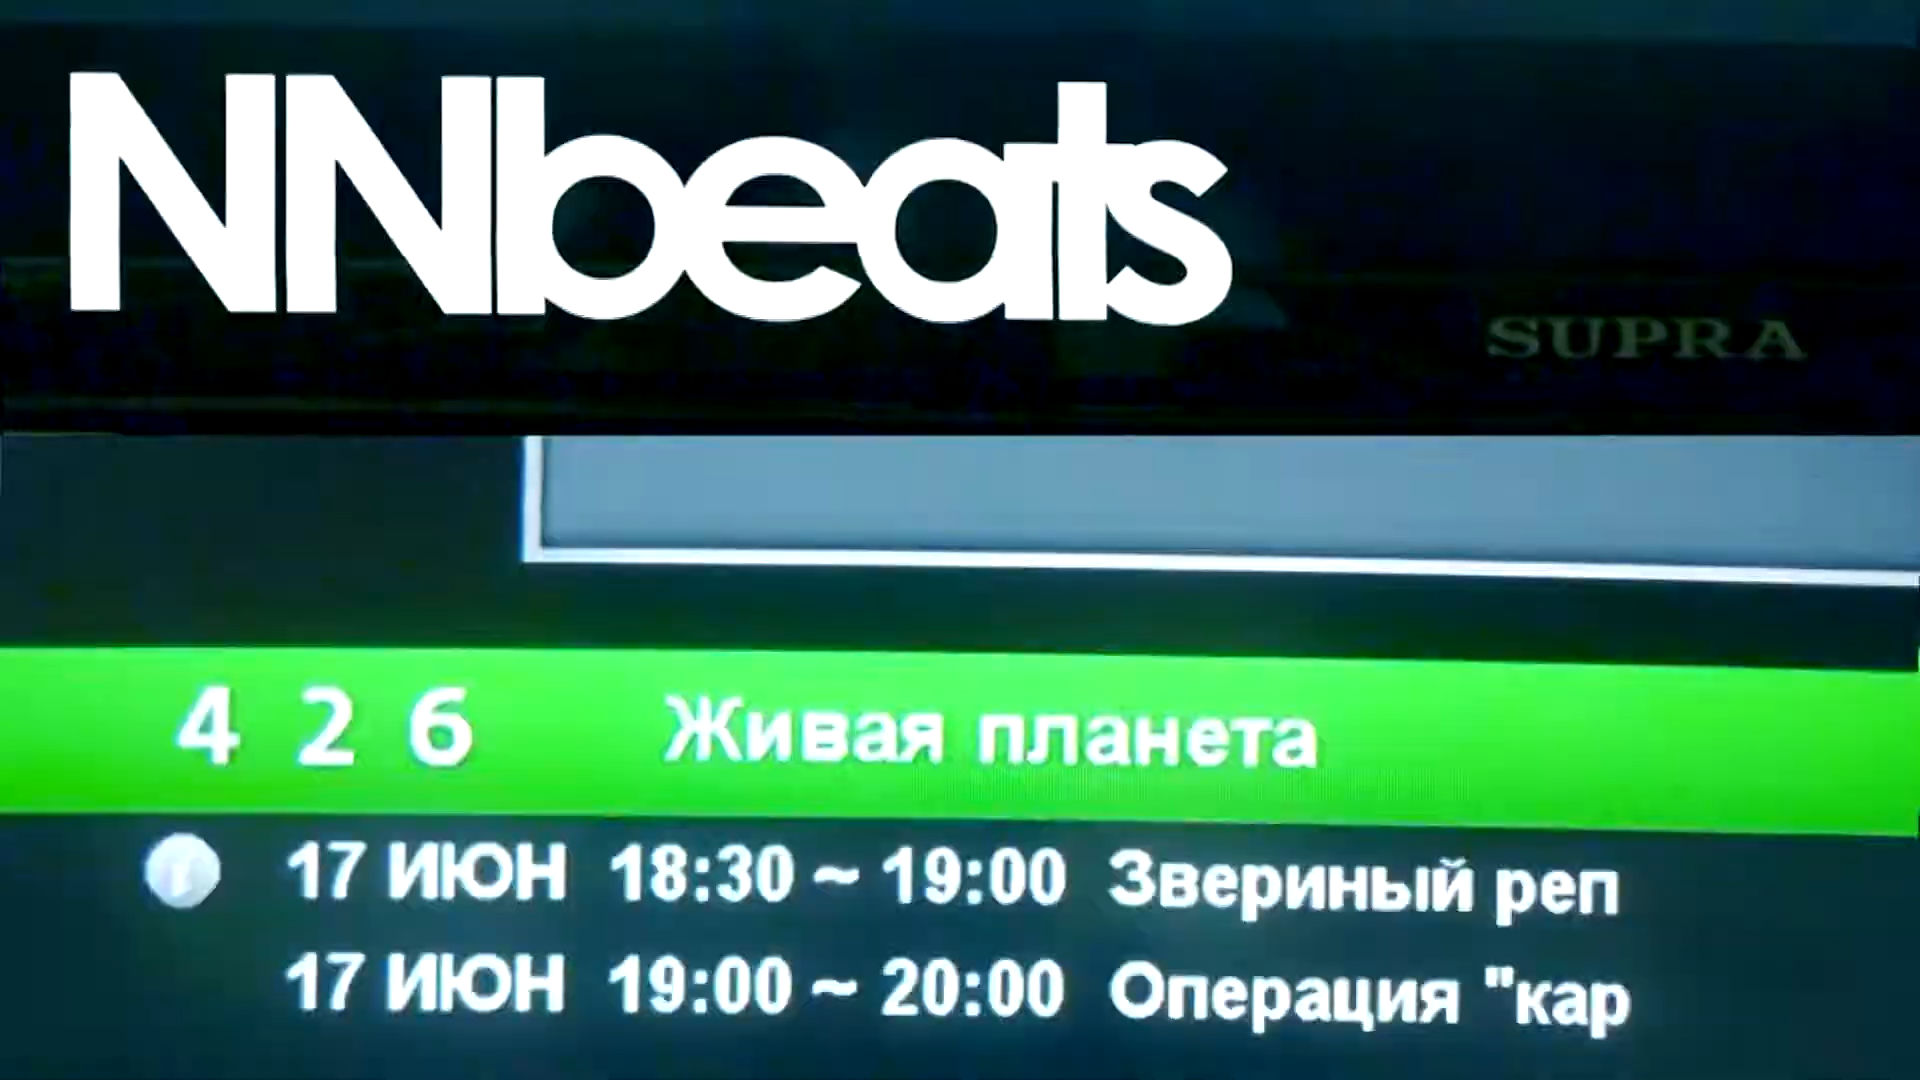 NNbeats
SUPRA
4 2 6 Живая планета
17 ИЮН 18:30 ~ 19:00 Звериный реп
17 ИЮН 19:00 ~ 20:00 Операция "кар